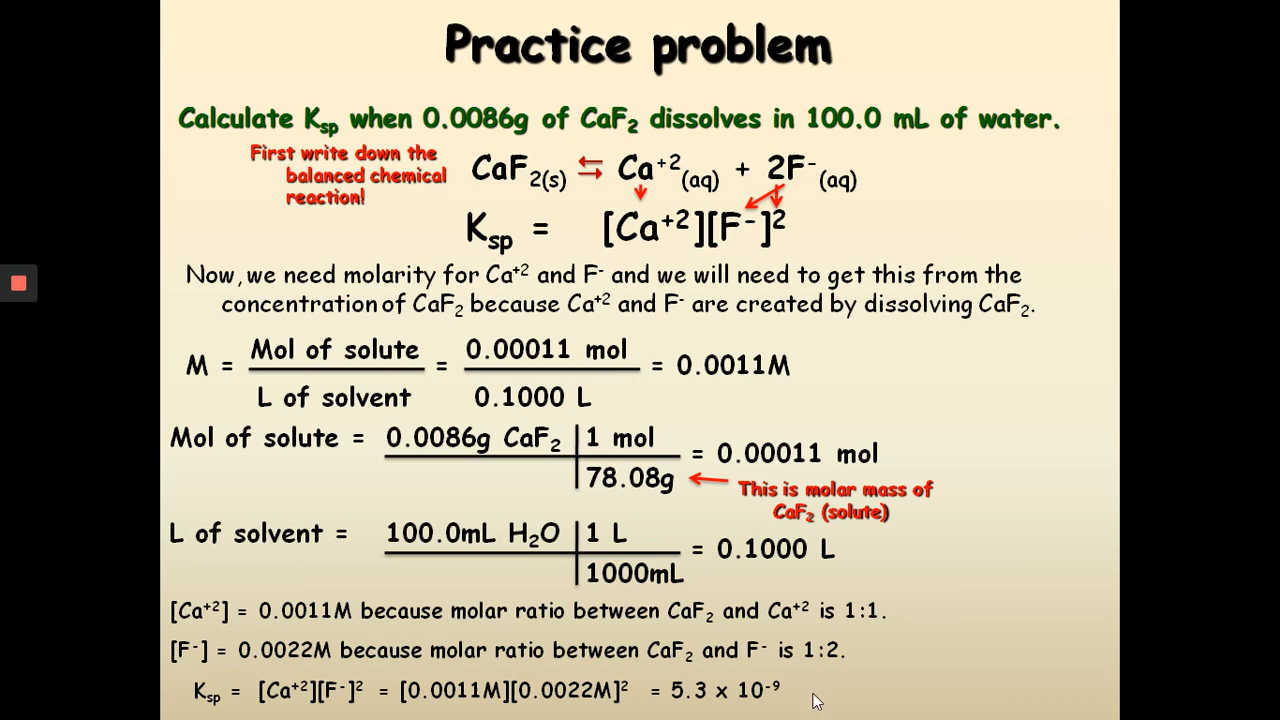 Practice problem
Calculate Ksp when 0.0086g of CaF2 dissolves in 100.0 mL of water.
First write down the
balanced chemical
reaction!
CaF2(s) ⇆ Ca+2(aq) + 2F-(aq)
Ksp = [Ca+2][F-]2
Now, we need molarity for Ca+2 and F- and we will need to get this from the
concentration of CaF2 because Ca+2 and F- are created by dissolving CaF2.
M = Mol of solute = 0.00011 mol = 0.0011M
L of solvent 0.1000 L
Mol of solute = 0.0086g CaF2 1 mol = 0.00011 mol
78.08g
This is molar mass of
CaF2 (solute)
L of solvent = 100.0mL H2O 1 L = 0.1000 L
1000mL
[Ca+2] = 0.0011M because molar ratio between CaF2 and Ca+2 is 1:1.
[F-] = 0.0022M because molar ratio between CaF2 and F- is 1:2.
Ksp = [Ca+2][F-]2 = [0.0011M][0.0022M]2 = 5.3 x 10-9